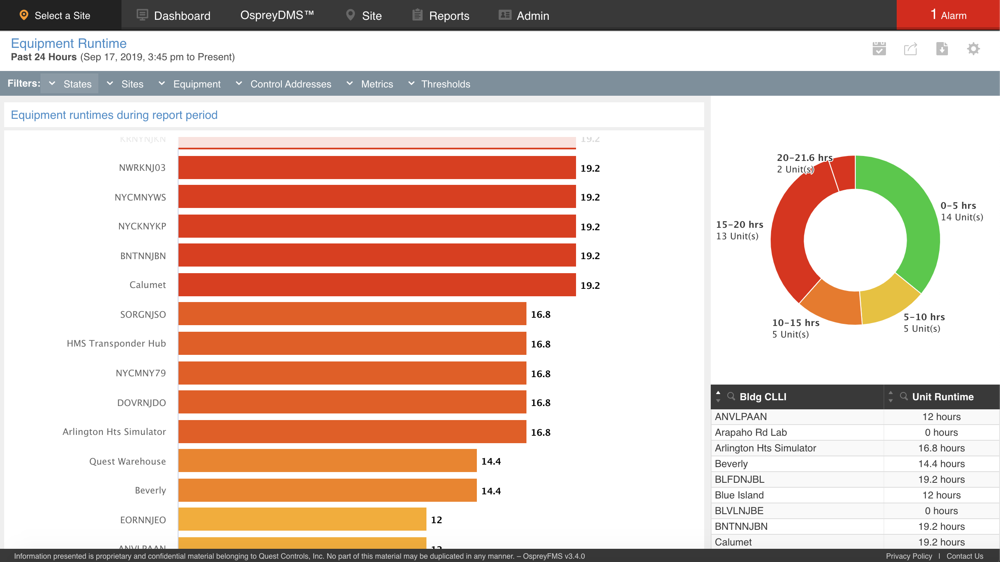 Select a Site
Dashboard
OspreyDMS™
Site
Reports
Admin
1 Alarm
Equipment Runtime
Past 24 Hours (Sep 17, 2019, 3:45 pm to Present)
Filters:
States
Sites
Equipment
Control Addresses
Metrics
Thresholds
Equipment runtimes during report period
KRNYNJKN 19.2
NWRKNJ03 19.2
NYCMNYWS 19.2
NYCKNYKP 19.2
BNTNNJBN 19.2
Calumet 19.2
SORGNJSO 16.8
HMS Transponder Hub 16.8
NYCMNY79 16.8
DOVRNJDO 16.8
Arlington Hts Simulator 16.8
Quest Warehouse 14.4
Beverly 14.4
EORNNJEO 12
ANVLPAAN 12
20-21.6 hrs
2 Unit(s)
0-5 hrs
14 Unit(s)
15-20 hrs
13 Unit(s)
5-10 hrs
5 Unit(s)
10-15 hrs
5 Unit(s)
Bldg CLLI Unit Runtime
ANVLPAAN 12 hours
Arapaho Rd Lab 0 hours
Arlington Hts Simulator 16.8 hours
Beverly 14.4 hours
BLFDNJBL 19.2 hours
Blue Island 12 hours
BLVLNJBE 0 hours
BNTNNJBN 19.2 hours
Calumet 19.2 hours
Information presented is proprietary and confidential material belonging to Quest Controls, Inc. No part of this material may be duplicated in any manner. – OspreyFMS v3.4.0
Privacy Policy | Contact Us